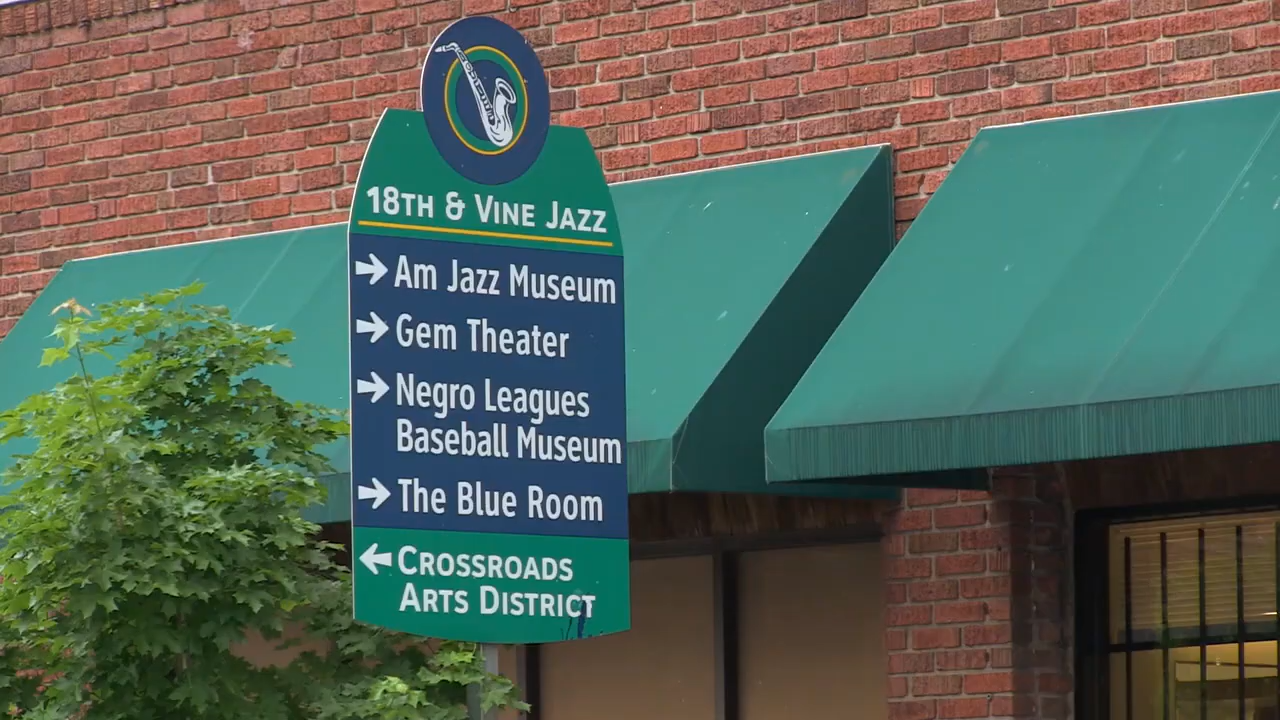 18TH & VINE JAZZ
Am Jazz Museum
Gem Theater
Negro Leagues
Baseball Museum
The Blue Room
CROSSROADS
ARTS DISTRICT